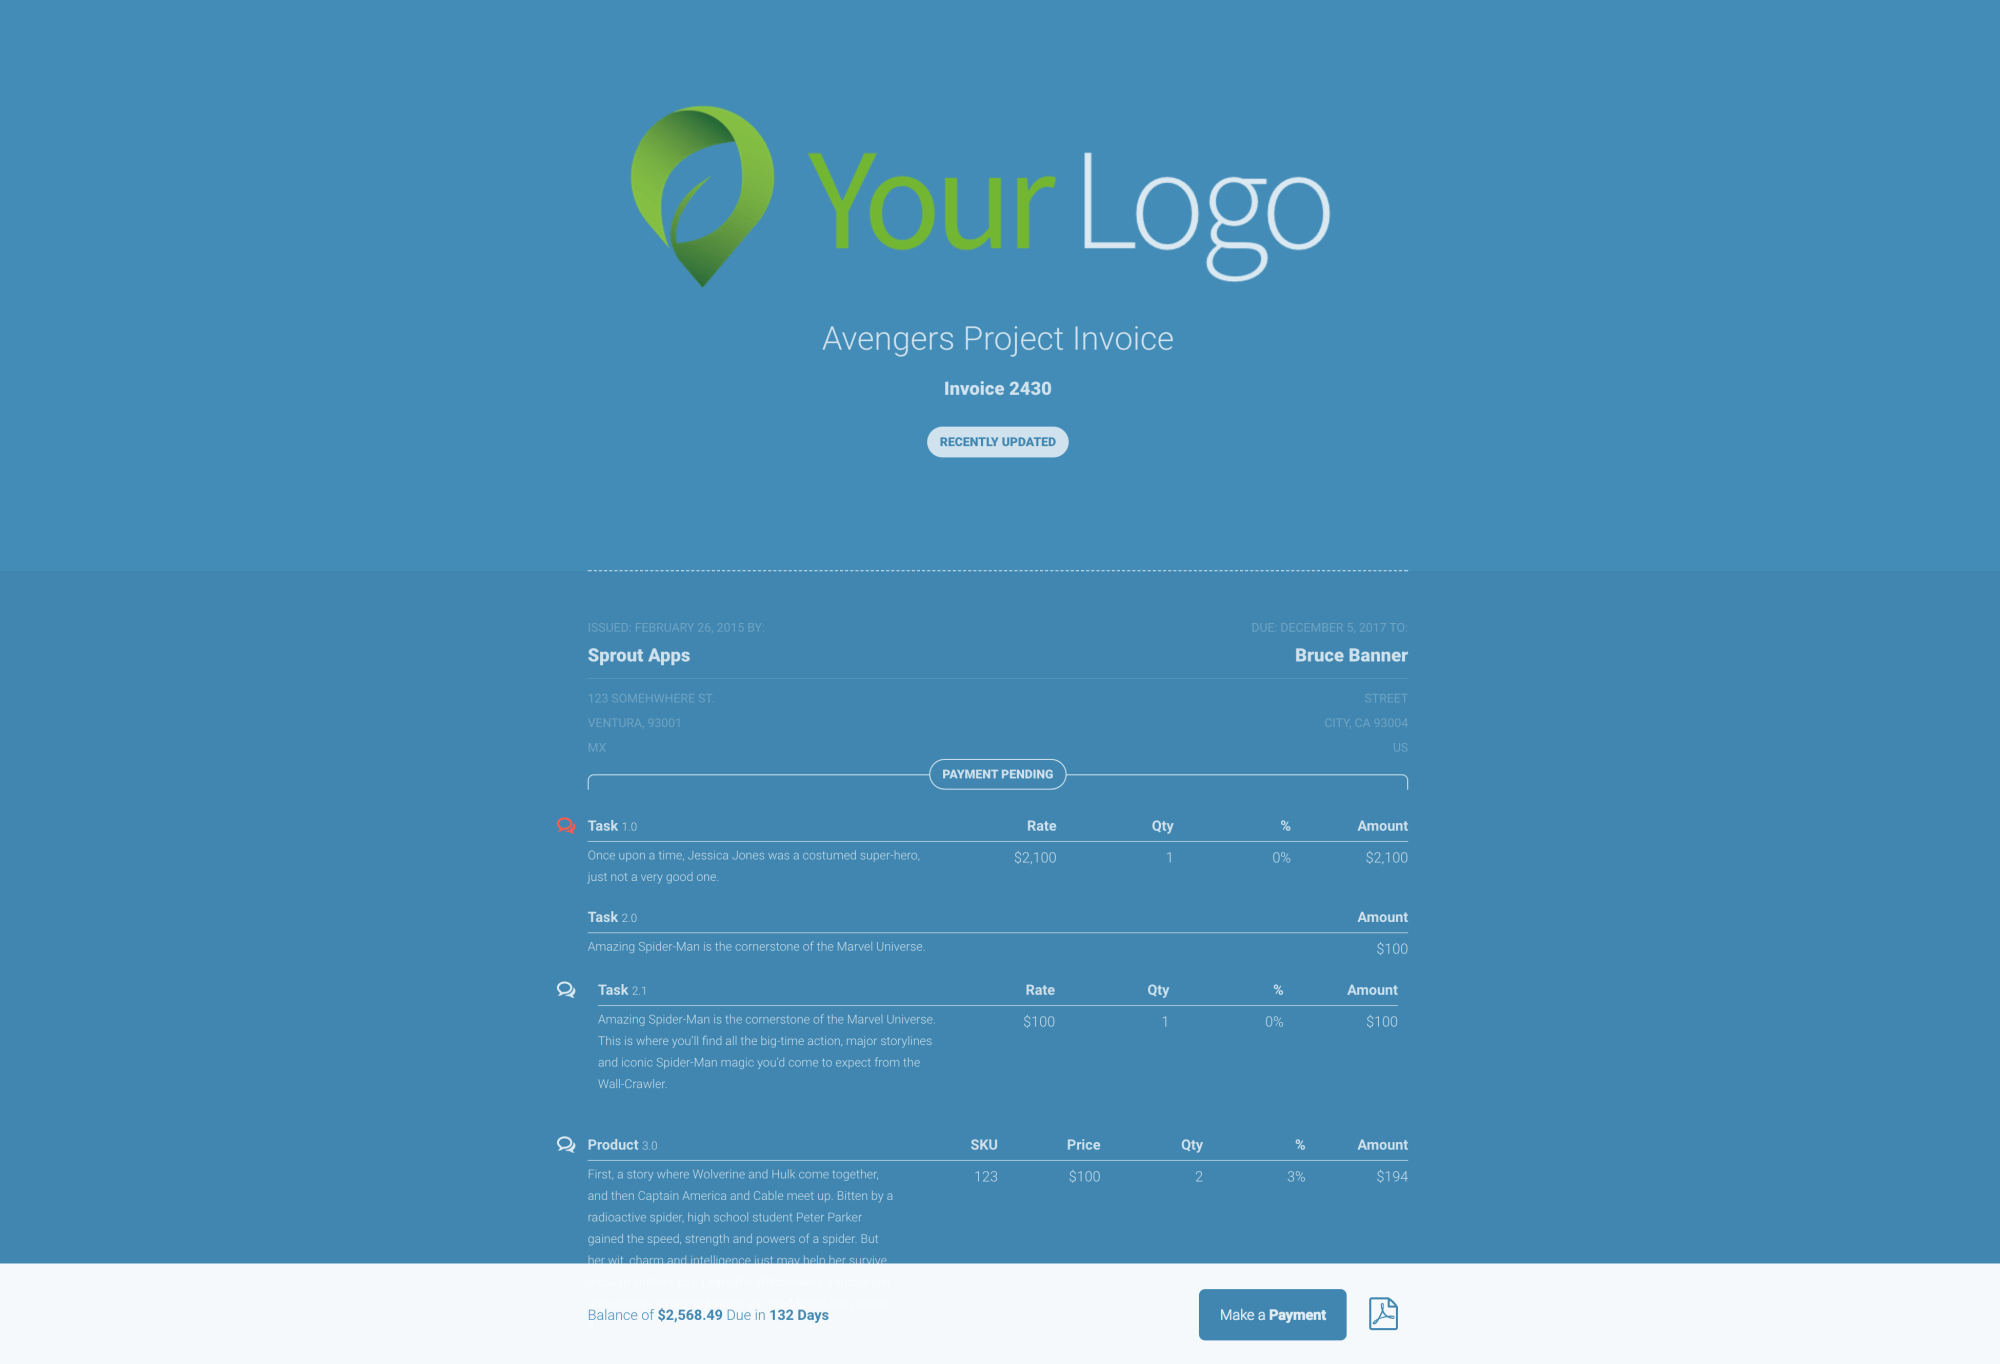 Your Logo
Avengers Project Invoice
Invoice 2430
RECENTLY UPDATED
ISSUED: FEBRUARY 26, 2015 BY: DUE: DECEMBER 5, 2017 TO:
Sprout Apps Bruce Banner
123 SOMEHWHERE ST. STREET
VENTURA, 93001 CITY, CA 93004
MX US
PAYMENT PENDING
Task 1.0 Rate Qty % Amount
Once upon a time, Jessica Jones was a costumed super-hero, $2,100 1 0% $2,100
just not a very good one.
Task 2.0 Amount
Amazing Spider-Man is the cornerstone of the Marvel Universe. $100
Task 2.1 Rate Qty % Amount
Amazing Spider-Man is the cornerstone of the Marvel Universe. $100 1 0% $100
This is where you'll find all the big-time action, major storylines
and iconic Spider-Man magic you'd come to expect from the
Wall-Crawler.
Product 3.0 SKU Price Qty % Amount
First, a story where Wolverine and Hulk come together, 123 $100 2 3% $194
and then Captain America and Cable meet up. Bitten by a
radioactive spider, high school student Peter Parker
gained the speed, strength and powers of a spider. But
her wit, charm and intelligence just may help her survive
Balance of $2,568.49 Due in 132 Days Make a Payment